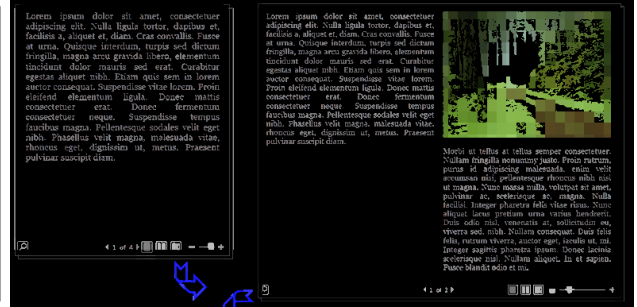 Lorem ipsum dolor sit amet, consectetuer
adipiscing elit. Nulla ligula tortor, dapibus et,
facilisis a, aliquet et, diam. Cras convallis. Fusce
at urna. Quisque interdum, turpis sed dictum
fringilla, magna arcu gravida libero, elementum
tincidunt dolor mauris sed erat. Curabitur
egestas aliquet nibh. Etiam quis sem in lorem
auctor consequat. Suspendisse vitae lorem. Proin
eleifend elementum ligula. Donec mattis
consectetuer erat. Donec fermentum
consectetuer neque. Suspendisse tempus
faucibus magna. Pellentesque sodales velit eget
nibh. Phasellus velit magna, malesuada vitae,
rhoncus eget, dignissim ut, metus. Praesent
pulvinar suscipit diam.
1 of 4
Lorem ipsum dolor sit amet, consectetuer
adipiscing elit. Nulla ligula tortor, dapibus et,
facilisis a, aliquet et, diam. Cras convallis. Fusce
at urna. Quisque interdum, turpis sed dictum
fringilla, magna arcu gravida libero, elementum
tincidunt dolor mauris sed erat. Curabitur
egestas aliquet nibh. Etiam quis sem in lorem
auctor consequat. Suspendisse vitae lorem.
Proin eleifend elementum ligula. Donec mattis
consectetuer erat. Donec fermentum
consectetuer neque Suspendisse tempus
faucibus magna. Pellentesque sodales velit eget
nibh. Phasellus velit magna, malesuada vitae,
rhoncus eget, dignissim ut, metus. Praesent
pulvinar suscipit diam.
Morbi at tellus at tellus semper consectetuer.
Nullam fringilla nonummy justo. Proin rutrum,
purus id adipiscing malesuada, enim velit
accumsan nisi, pellentesque rhoncus nibh nisi
ut magna. Nunc massa nulla, volutpat sit amet,
pulvinar ac, scelerisque ac, magna. Nulla
facilisi. Integer pharetra felis vitae risus. Nunc
aliquet lacus pretium urna varius hendrerit.
Duis odio nisl, venenatis at, sollicitudin eu,
viverra sed, nibh. Nullam consequat. Duis felis
felis, rutrum viverra, auctor eget, iaculis ut, mi.
Integer sagittis pharetra ipsum. Donec lacinia
scelerisque nisl. Nullam aliquet. In et sapien.
Fusce blandit odio et mi.
1 of 2